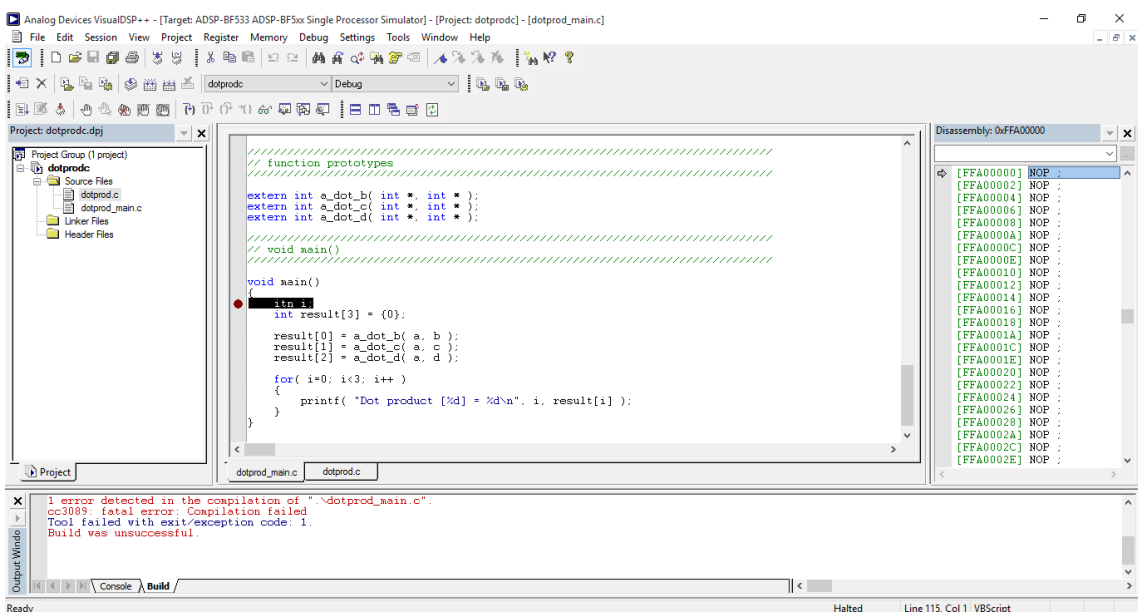 Analog Devices VisualDSP++ - [Target: ADSP-BF533 ADSP-BF5xx Single Processor Simulator] - [Project: dotprodc] - [dotprod_main.c]
File Edit Session View Project Register Memory Debug Settings Tools Window Help
dotprodc Debug
Project: dotprodc.dpj
Project Group (1 project)
dotprodc
Source Files
dotprod.c
dotprod_main.c
Linker Files
Header Files
Project
///////////////////////////////////////////////////////////////////////////////
// function prototypes
///////////////////////////////////////////////////////////////////////////////
extern int a_dot_b( int *, int * );
extern int a_dot_c( int *, int * );
extern int a_dot_d( int *, int * );
///////////////////////////////////////////////////////////////////////////////
// void main()
///////////////////////////////////////////////////////////////////////////////
void main()
{
itn i;
int result[3] = {0};
result[0] = a_dot_b( a, b );
result[1] = a_dot_c( a, c );
result[2] = a_dot_d( a, d );
for( i=0; i<3; i++ )
{
printf( "Dot product [%d] = %d\n", i, result[i] );
}
}
dotprod_main.c dotprod.c
Disassembly: 0xFFA00000
[FFA00000] NOP ;
[FFA00002] NOP ;
[FFA00004] NOP ;
[FFA00006] NOP ;
[FFA00008] NOP ;
[FFA0000A] NOP ;
[FFA0000C] NOP ;
[FFA0000E] NOP ;
[FFA00010] NOP ;
[FFA00012] NOP ;
[FFA00014] NOP ;
[FFA00016] NOP ;
[FFA00018] NOP ;
[FFA0001A] NOP ;
[FFA0001C] NOP ;
[FFA0001E] NOP ;
[FFA00020] NOP ;
[FFA00022] NOP ;
[FFA00024] NOP ;
[FFA00026] NOP ;
[FFA00028] NOP ;
[FFA0002A] NOP ;
[FFA0002C] NOP ;
[FFA0002E] NOP ;
1 error detected in the compilation of ".\dotprod_main.c".
cc3089: fatal error: Compilation failed
Tool failed with exit/exception code: 1.
Build was unsuccessful.
Output Windo
Console Build
Ready Halted Line 115, Col 1 VBScript